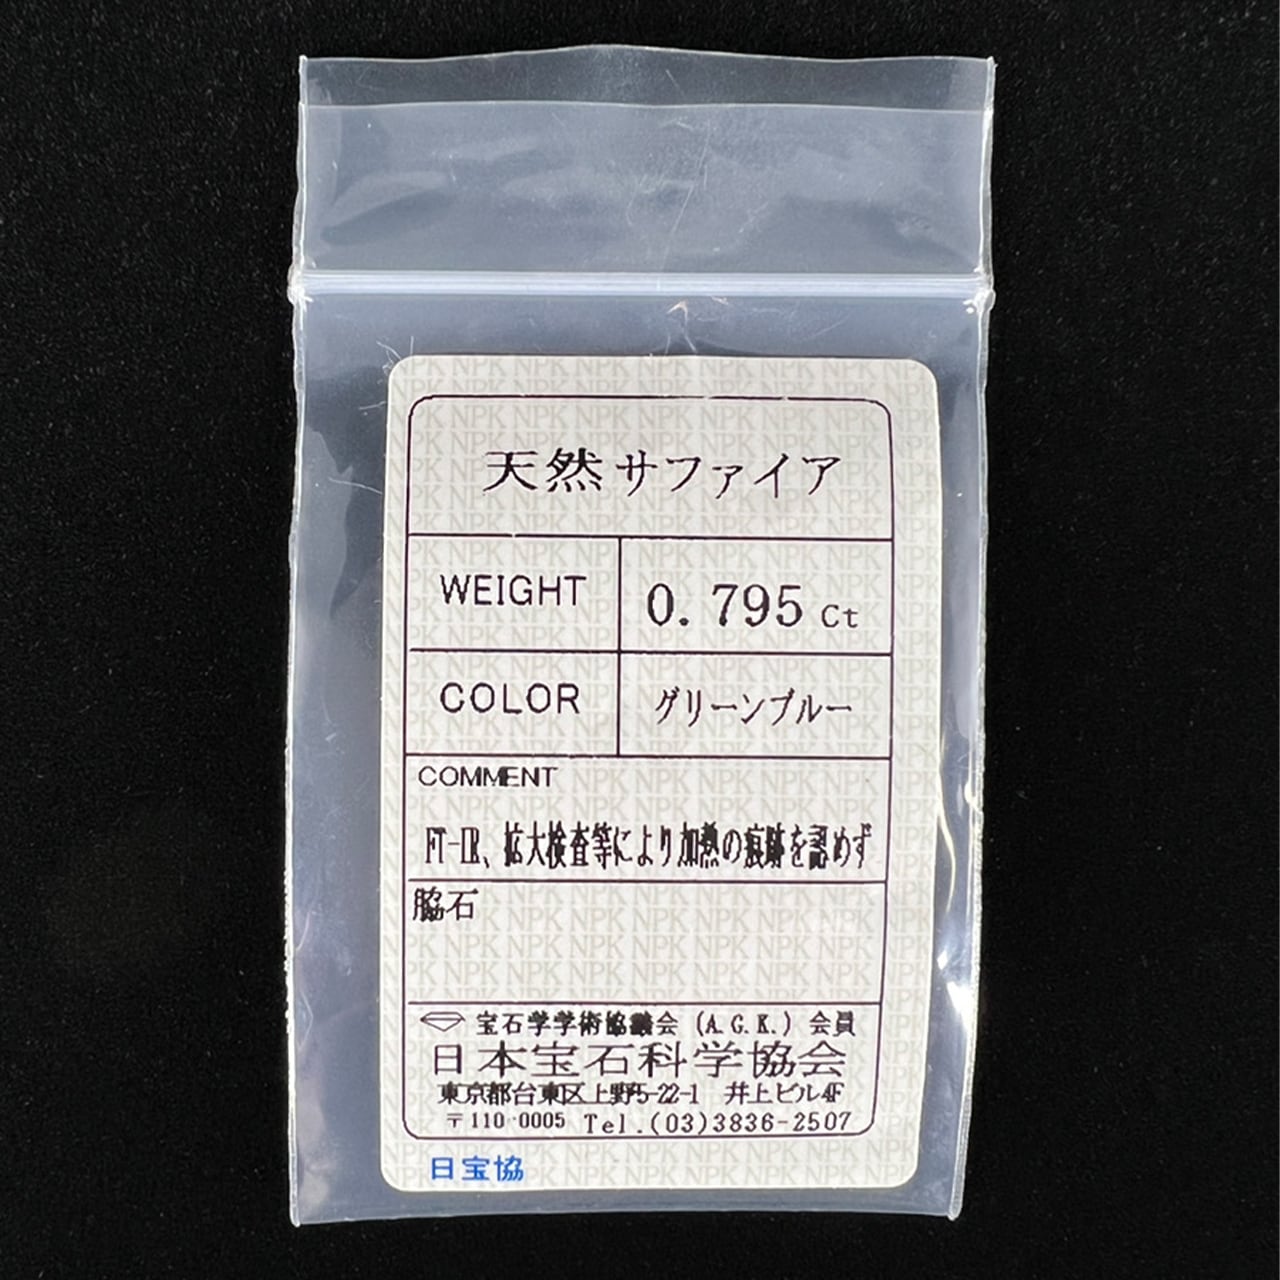 天然サファイア
WEIGHT 0.795 Ct
COLOR グリーンブルー
COMMENT
FT-IR、拡大検査等により加熱の痕跡を認めず
脇石
宝石学学術協議会 (A.G.K.) 会員
日本宝石科学協会
東京都台東区上野5-22-1 井上ビル4F
〒110-0005 Tel.(03)3836-2507
日宝協